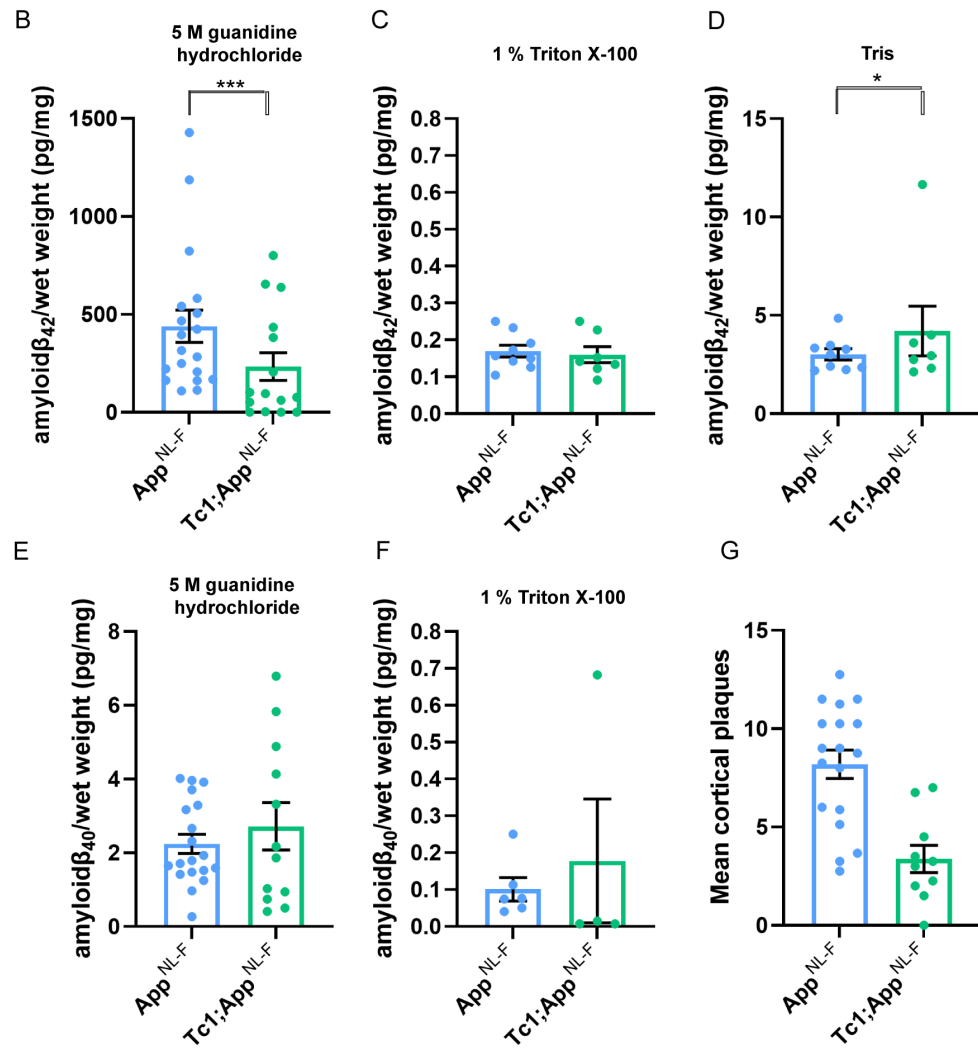 B
5 M guanidine
hydrochloride
***
amyloidβ42/wet weight (pg/mg)
1500
1000
500
0
App NL-F
Tc1;App NL-F
C
1 % Triton X-100
amyloidβ42/wet weight (pg/mg)
0.8
0.7
0.6
0.5
0.4
0.3
0.2
0.1
0.0
App NL-F
Tc1;App NL-F
D
Tris
*
amyloidβ42/wet weight (pg/mg)
15
10
5
0
App NL-F
Tc1;App NL-F
E
5 M guanidine
hydrochloride
amyloidβ40/wet weight (pg/mg)
8
6
4
2
0
App NL-F
Tc1;App NL-F
F
1 % Triton X-100
amyloidβ40/wet weight (pg/mg)
0.8
0.7
0.6
0.5
0.4
0.3
0.2
0.1
0.0
App NL-F
Tc1;App NL-F
G
Mean cortical plaques
15
10
5
0
App NL-F
Tc1;App NL-F